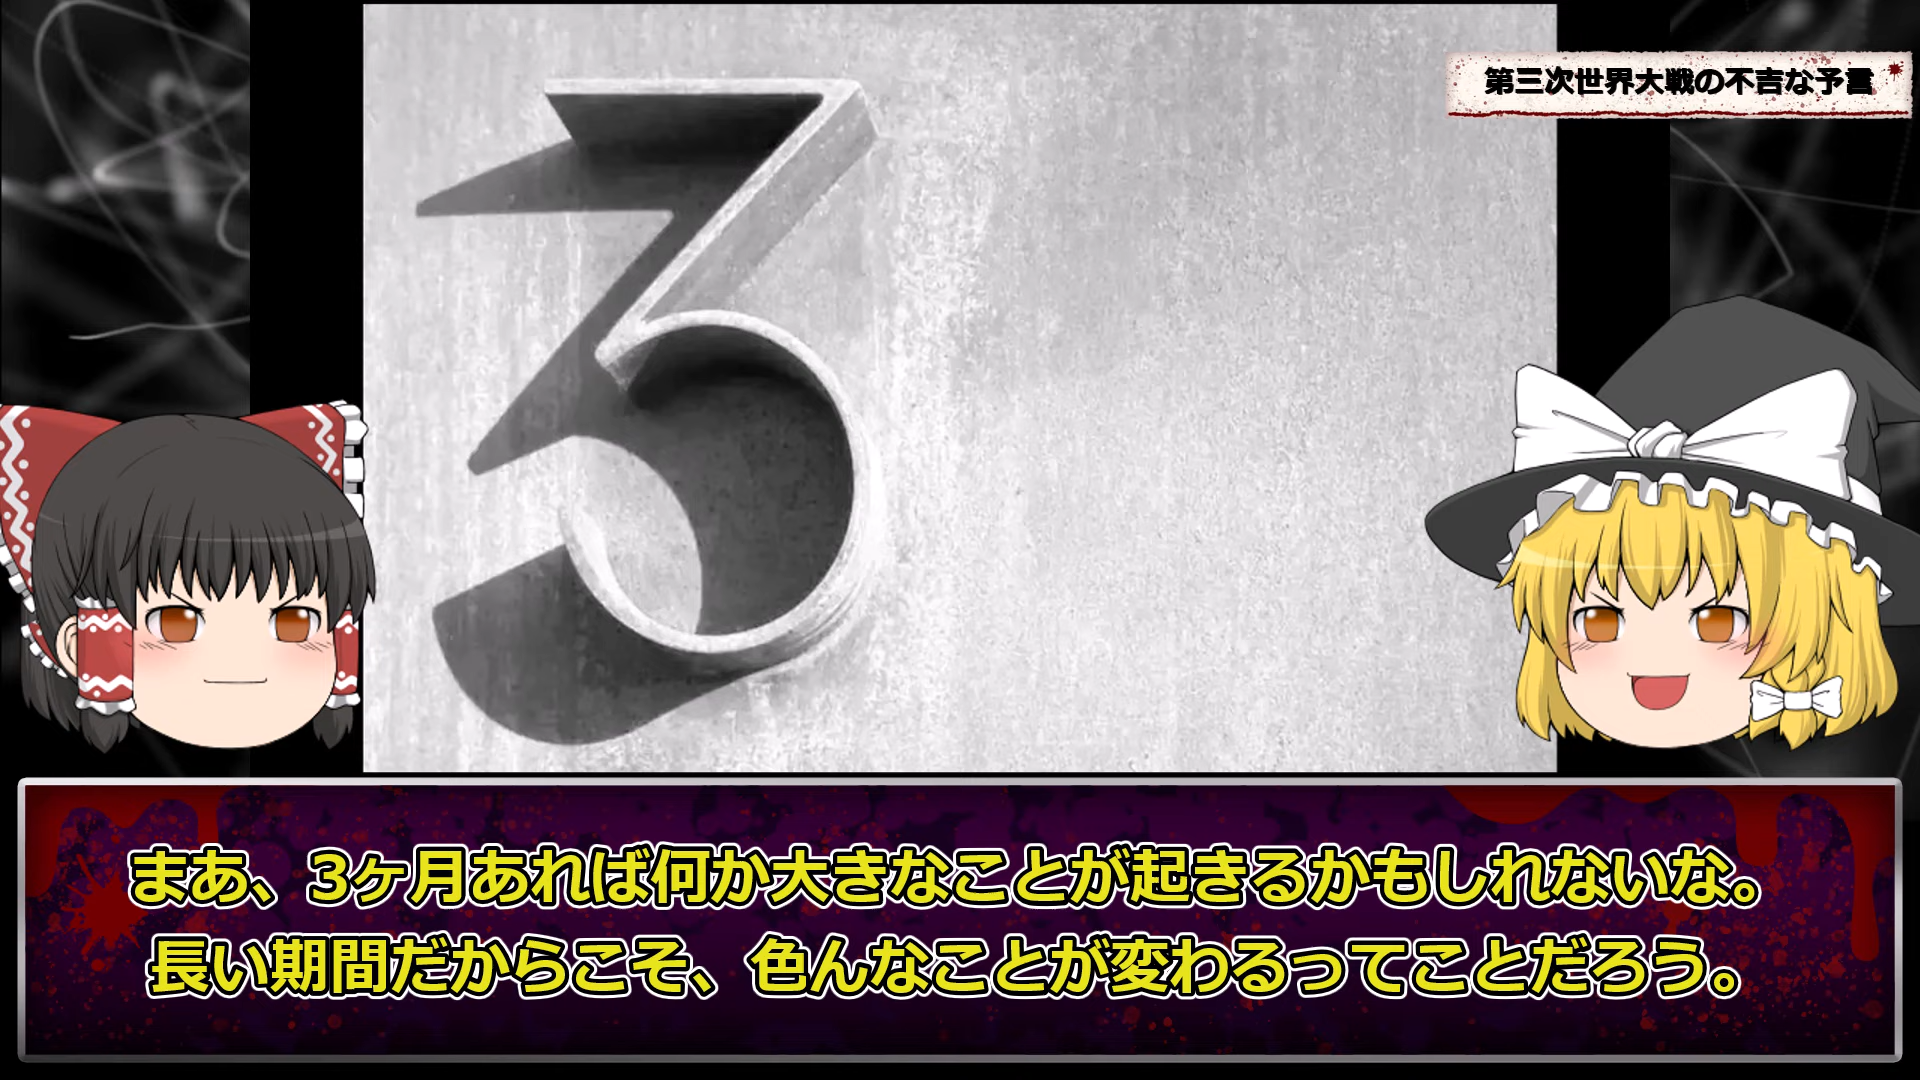 第三次世界大戦の不吉な予言
3
まあ、3ヶ月あれば何か大きなことが起きるかもしれないな。
長い期間だからこそ、色んなことが変わるってことだろう。